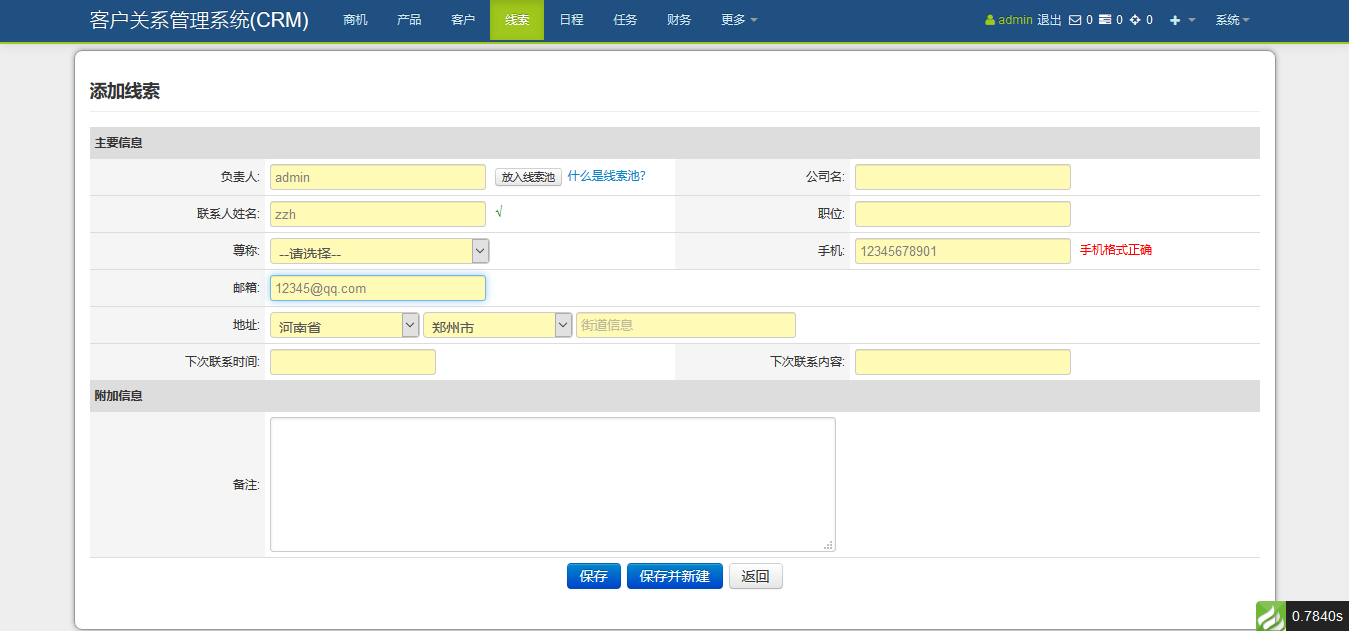 客户关系管理系统(CRM) 商机 产品 客户 线索 日程 任务 财务 更多 admin 退出 0 0 0 系统
添加线索
主要信息
负责人: admin 放入线索池 什么是线索池? 公司名:
联系人姓名: zzh √ 职位:
尊称: --请选择-- 手机: 12345678901 手机格式正确
邮箱: 12345@qq.com
地址: 河南省 郑州市 街道信息
下次联系时间: 下次联系内容:
附加信息
备注:
保存 保存并新建 返回
0.7840s